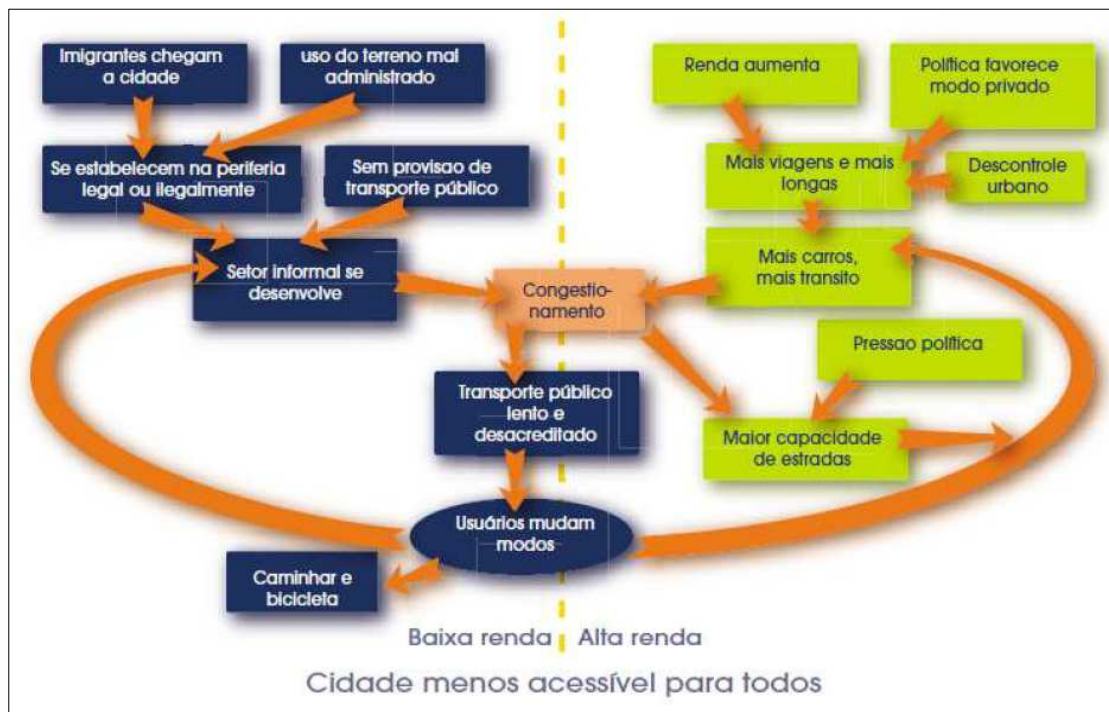 Imigrantes chegam
a cidade
uso do terreno mal
administrado
Se estabelecem na periferia
legal ou ilegalmente
Sem provisao de
transporte público
Setor informal se
desenvolve
Renda aumenta
Política favorece
modo privado
Mais viagens e mais
longas
Descontrole
urbano
Mais carros,
mais transito
Congestio-
namento
Pressao política
Transporte público
lento e
desacreditado
Maior capacidade
de estradas
Usuários mudam
modos
Caminhar e
bicicleta
Baixa renda
Alta renda
Cidade menos acessível para todos